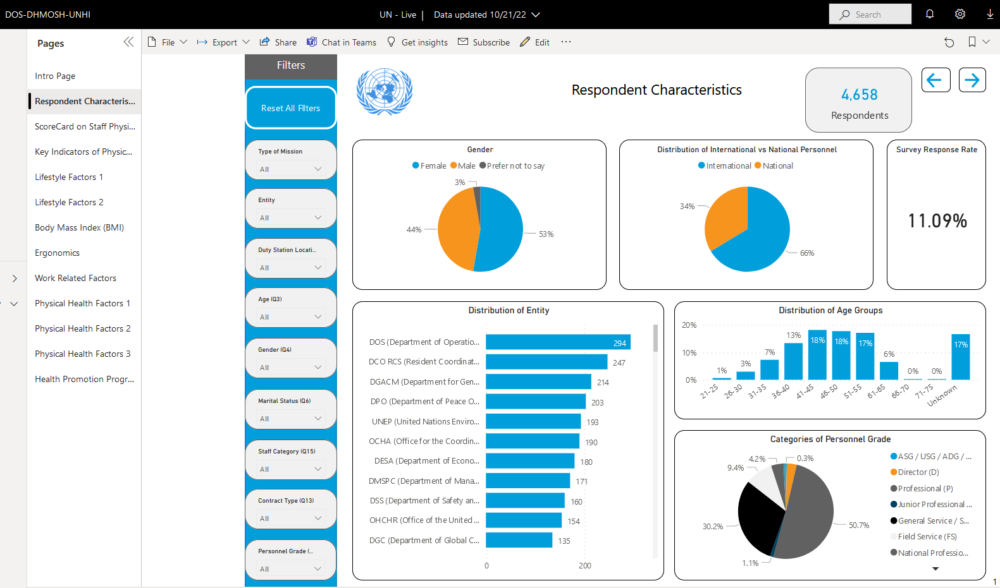 DOS-DHMOSH-UNHI
UN - Live | Data updated 10/21/22
Search
Pages
Intro Page
Respondent Characteris...
ScoreCard on Staff Physi...
Key Indicators of Physic...
Lifestyle Factors 1
Lifestyle Factors 2
Body Mass Index (BMI)
Ergonomics
Work Related Factors
Physical Health Factors 1
Physical Health Factors 2
Physical Health Factors 3
Health Promotion Progr...
File
Export
Share
Chat in Teams
Get insights
Subscribe
Edit
...
Filters
Reset All FIlters
Type of Mission
All
Entity
All
Duty Station Locati...
All
Age (Q3)
All
Gender (Q4)
All
Marital Status (Q6)
All
Staff Category (Q15)
All
Contract Type (Q13)
All
Personnel Grade (...
All
Respondent Characteristics
4,658
Respondents
Gender
Female Male Prefer not to say
3%
44%
53%
Distribution of International vs National Personnel
International National
34%
66%
Survey Response Rate
11.09%
Distribution of Entity
DOS (Department of Operatio... 294
DCO RCS (Resident Coordinat... 247
DGACM (Department for Gen... 214
DPO (Department of Peace O... 203
UNEP (United Nations Enviro... 193
OCHA (Office for the Coordin... 190
DESA (Department of Econo... 180
DMSPC (Department of Mana... 171
DSS (Department of Safety an... 160
OHCHR (Office of the United ... 154
DGC (Department of Global C... 135
0 200
Distribution of Age Groups
20%
10%
0%
1% 3% 7% 13% 18% 18% 17% 6% 0% 0% 17%
21-25 26-30 31-35 36-40 41-45 46-50 51-55 61-65 66-70 71-75 Unknown
Categories of Personnel Grade
4.2%
0.3%
9.4%
30.2%
50.7%
1.1%
ASG / USG / ADG / ...
Director (D)
Professional (P)
Junior Professional ...
General Service / S...
Field Service (FS)
National Professio...
1